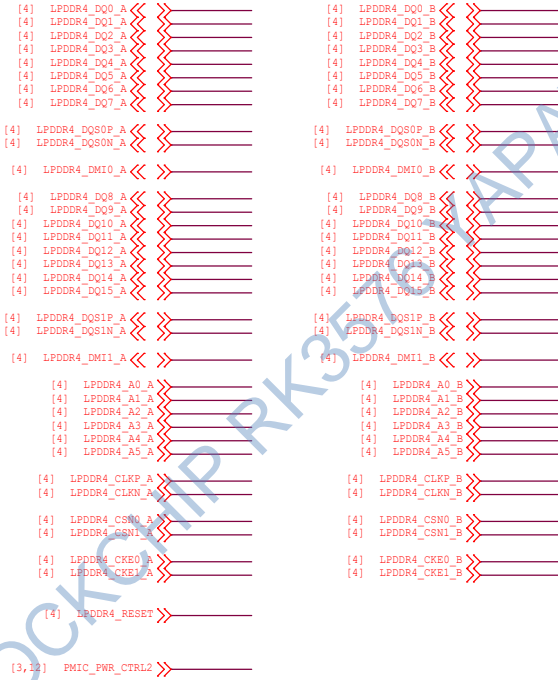 [4] LPDDR4_DQ0_A
[4] LPDDR4_DQ1_A
[4] LPDDR4_DQ2_A
[4] LPDDR4_DQ3_A
[4] LPDDR4_DQ4_A
[4] LPDDR4_DQ5_A
[4] LPDDR4_DQ6_A
[4] LPDDR4_DQ7_A
[4] LPDDR4_DQS0P_A
[4] LPDDR4_DQS0N_A
[4] LPDDR4_DMI0_A
[4] LPDDR4_DQ8_A
[4] LPDDR4_DQ9_A
[4] LPDDR4_DQ10_A
[4] LPDDR4_DQ11_A
[4] LPDDR4_DQ12_A
[4] LPDDR4_DQ13_A
[4] LPDDR4_DQ14_A
[4] LPDDR4_DQ15_A
[4] LPDDR4_DQS1P_A
[4] LPDDR4_DQS1N_A
[4] LPDDR4_DMI1_A
[4] LPDDR4_A0_A
[4] LPDDR4_A1_A
[4] LPDDR4_A2_A
[4] LPDDR4_A3_A
[4] LPDDR4_A4_A
[4] LPDDR4_A5_A
[4] LPDDR4_CLKP_A
[4] LPDDR4_CLKN_A
[4] LPDDR4_CSN0_A
[4] LPDDR4_CSN1_A
[4] LPDDR4_CKE0_A
[4] LPDDR4_CKE1_A
[4] LPDDR4_RESET
[3,12] PMIC_PWR_CTRL2
[4] LPDDR4_DQ0_B
[4] LPDDR4_DQ1_B
[4] LPDDR4_DQ2_B
[4] LPDDR4_DQ3_B
[4] LPDDR4_DQ4_B
[4] LPDDR4_DQ5_B
[4] LPDDR4_DQ6_B
[4] LPDDR4_DQ7_B
[4] LPDDR4_DQS0P_B
[4] LPDDR4_DQS0N_B
[4] LPDDR4_DMI0_B
[4] LPDDR4_DQ8_B
[4] LPDDR4_DQ9_B
[4] LPDDR4_DQ10_B
[4] LPDDR4_DQ11_B
[4] LPDDR4_DQ12_B
[4] LPDDR4_DQ13_B
[4] LPDDR4_DQ14_B
[4] LPDDR4_DQ15_B
[4] LPDDR4_DQS1P_B
[4] LPDDR4_DQS1N_B
[4] LPDDR4_DMI1_B
[4] LPDDR4_A0_B
[4] LPDDR4_A1_B
[4] LPDDR4_A2_B
[4] LPDDR4_A3_B
[4] LPDDR4_A4_B
[4] LPDDR4_A5_B
[4] LPDDR4_CLKP_B
[4] LPDDR4_CLKN_B
[4] LPDDR4_CSN0_B
[4] LPDDR4_CSN1_B
[4] LPDDR4_CKE0_B
[4] LPDDR4_CKE1_B
OCKCHIP RK3576 YAPA